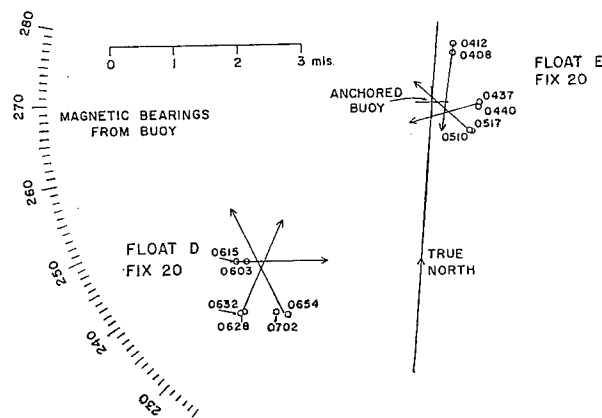 280
270
260
250
240
230
0 1 2 3 mis.
MAGNETIC BEARINGS
FROM BUOY
0412
0408
FLOAT E
FIX 20
ANCHORED
BUOY
0437
0440
0517
0510
FLOAT D
FIX 20
0615
0603
TRUE
NORTH
0632
0628
0654
0702